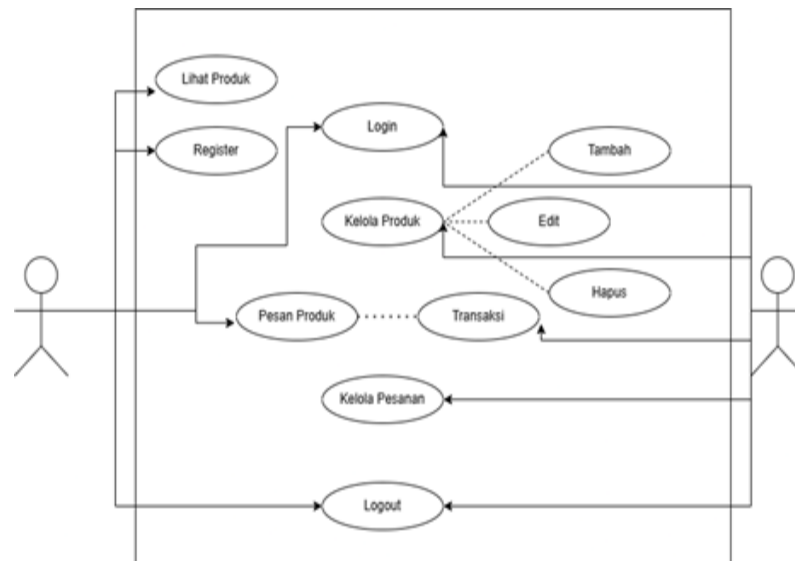 Lihat Produk
Login
Register
Tambah
Kelola Produk
Edit
Hapus
Pesan Produk
Transaksi
Kelola Pesanan
Logout